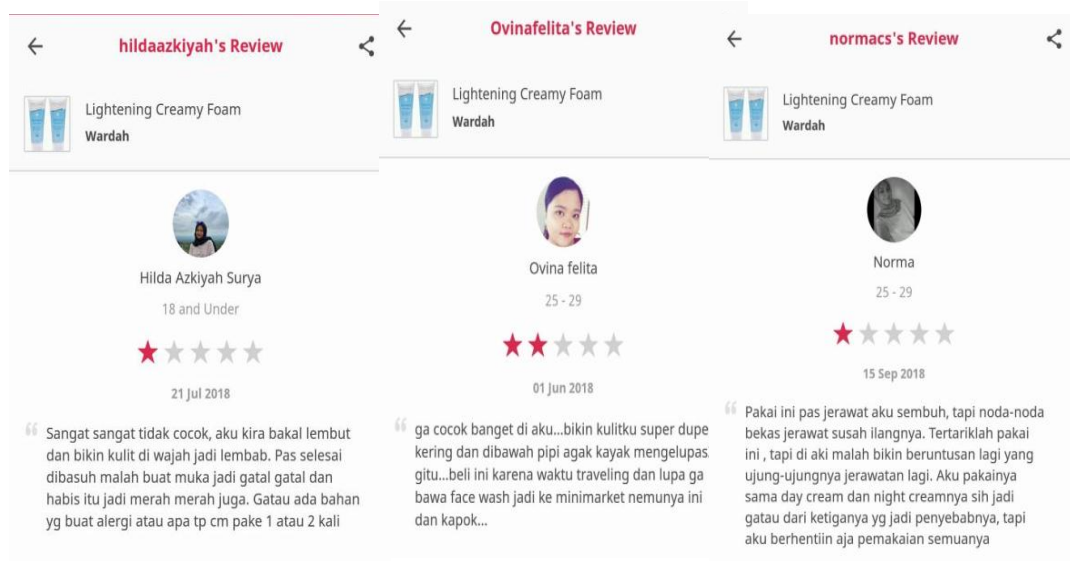 hildaazkiyah's Review
Lightening Creamy Foam
Wardah
Hilda Azkiyah Surya
18 and Under
21 Jul 2018
“ Sangat sangat tidak cocok, aku kira bakal lembut
dan bikin kulit di wajah jadi lembab. Pas selesai
dibasuh malah buat muka jadi gatal gatal dan
habis itu jadi merah merah juga. Gatau ada bahan
yg buat alergi atau apa tp cm pake 1 atau 2 kali
Ovinafelita's Review
Lightening Creamy Foam
Wardah
Ovina felita
25 - 29
01 Jun 2018
“ ga cocok banget di aku...bikin kulitku super dupe
kering dan dibawah pipi agak kayak mengelupas
gitu...beli ini karena waktu traveling dan lupa ga
bawa face wash jadi ke minimarket nemunya ini
dan kapok...
normacs's Review
Lightening Creamy Foam
Wardah
Norma
25 - 29
15 Sep 2018
“ Pakai ini pas jerawat aku sembuh, tapi noda-noda
bekas jerawat susah ilangnya. Tertariklah pakai
ini , tapi di aki malah bikin beruntusan lagi yang
ujung-ujungnya jerawatan lagi. Aku pakainya
sama day cream dan night creamnya sih jadi
gatau dari ketiganya yg jadi penyebabnya, tapi
aku berhentiin aja pemakaian semuanya